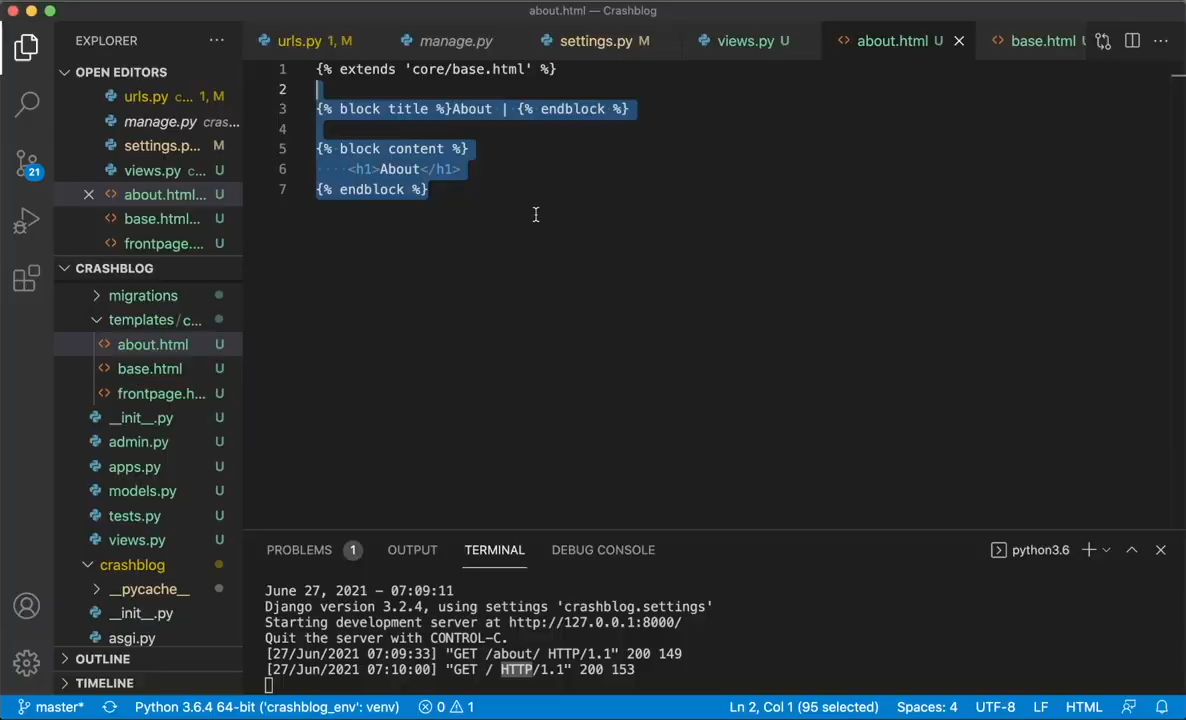 about.html — Crashblog
EXPLORER
OPEN EDITORS
urls.py c... 1, M
manage.py cras...
settings.p... M
views.py c... U
about.html... U
base.html... U
frontpage.... U
CRASHBLOG
migrations
templates/c...
about.html U
base.html U
frontpage.h... U
__init__.py U
admin.py U
apps.py U
models.py U
tests.py U
views.py U
crashblog
__pycache__
__init__.py U
asgi.py U
OUTLINE
TIMELINE
21
urls.py 1, M manage.py settings.py M views.py U about.html U base.html U
1 {% extends 'core/base.html' %}
2
3 {% block title %}About | {% endblock %}
4
5 {% block content %}
6 ····<h1>About</h1>
7 {% endblock %}
PROBLEMS 1 OUTPUT TERMINAL DEBUG CONSOLE python3.6
June 27, 2021 - 07:09:11
Django version 3.2.4, using settings 'crashblog.settings'
Starting development server at http://127.0.0.1:8000/
Quit the server with CONTROL-C.
[27/Jun/2021 07:09:33] "GET /about/ HTTP/1.1" 200 149
[27/Jun/2021 07:10:00] "GET / HTTP/1.1" 200 153
master* Python 3.6.4 64-bit ('crashblog_env': venv) 0 1 Ln 2, Col 1 (95 selected) Spaces: 4 UTF-8 LF HTML